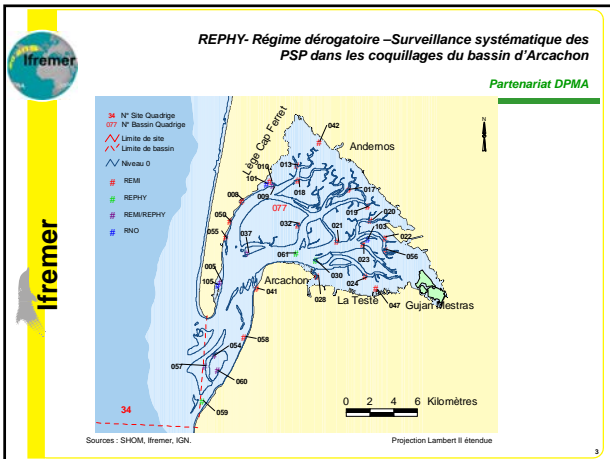 Ifremer
REPHY- Régime dérogatoire –Surveillance systématique des
PSP dans les coquillages du bassin d'Arcachon
Partenariat DPMA
34 N° Site Quadrige
077 N° Bassin Quadrige
Limite de site
Limite de bassin
Niveau 0
# REMI
# REPHY
# REMI/REPHY
# RNO
Lège Cap Ferret
042
Andernos
N
010
013
101
009
018
017
008
077
019
020
050
032
021
103
022
055
037
023
056
061
005
030
024
105
Arcachon
041
028
La Teste
047
Gujan Mestras
054
058
057
060
059
34
0 2 4 6 Kilomètres
Sources : SHOM, Ifremer, IGN.
Projection Lambert II étendue
Ifremer
3